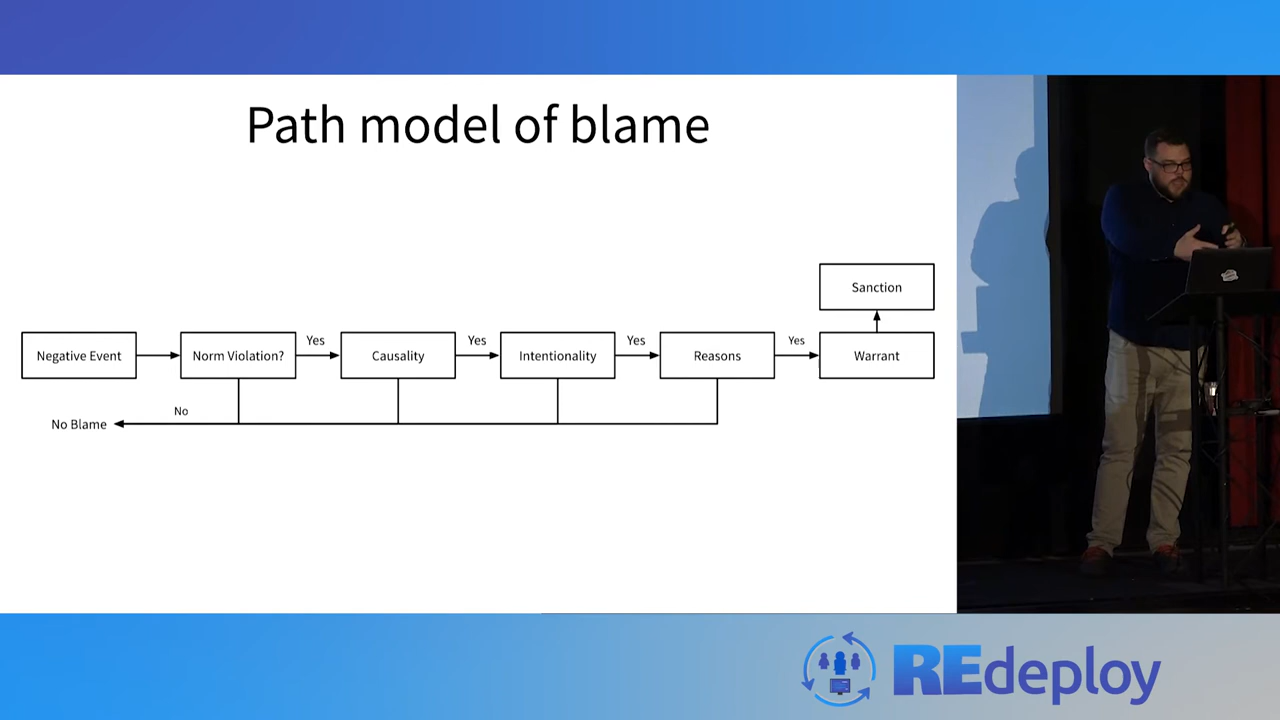 Path model of blame
Sanction
Negative Event
Norm Violation?
Yes
Causality
Yes
Intentionality
Yes
Reasons
Yes
Warrant
No
No Blame
REdeploy